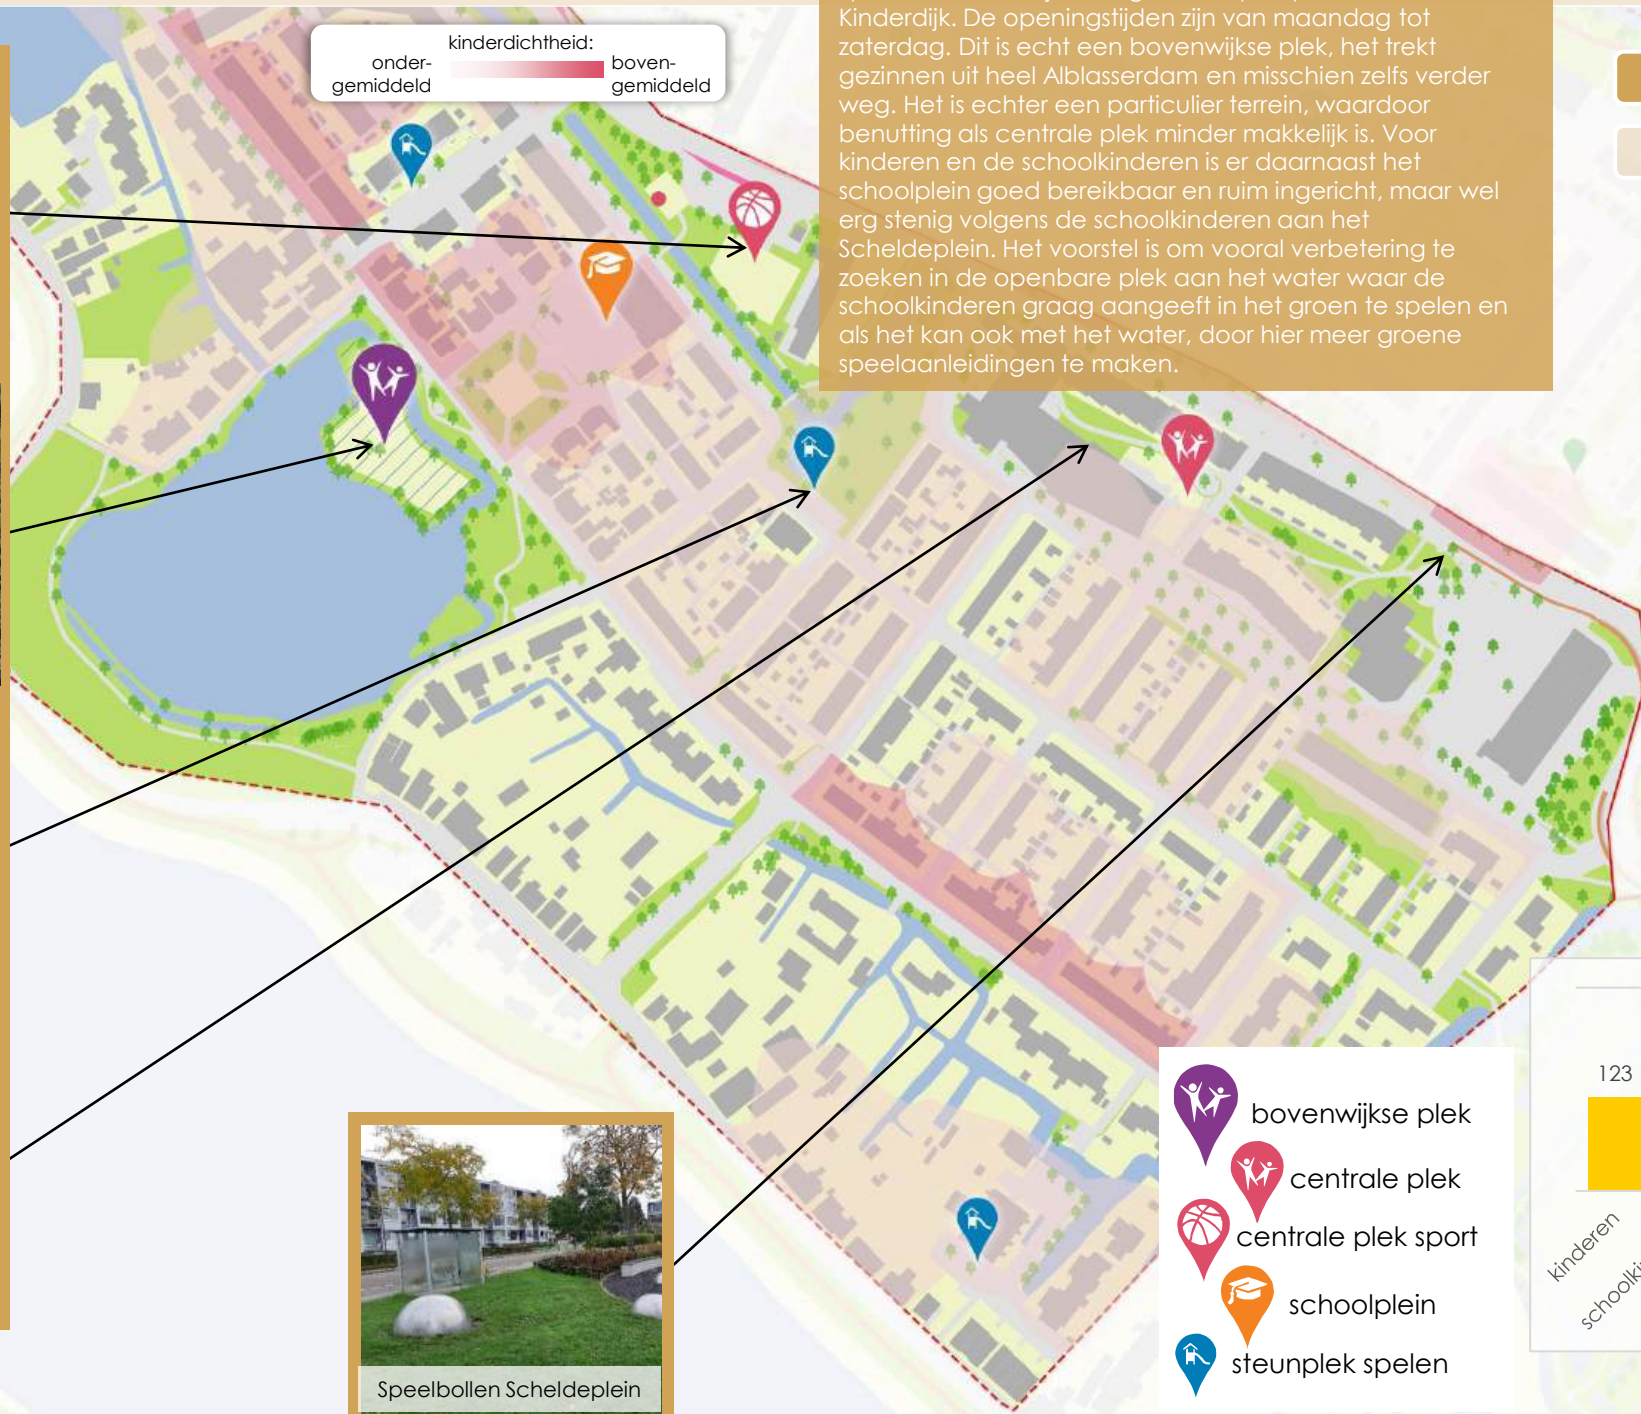 kinderdichtheid:
onder-
gemiddeld
boven-
gemiddeld
Kinderdijk. De openingstijden zijn van maandag tot
zaterdag. Dit is echt een bovenwijkse plek, het trekt
gezinnen uit heel Alblasserdam en misschien zelfs verder
weg. Het is echter een particulier terrein, waardoor
benutting als centrale plek minder makkelijk is. Voor
kinderen en de schoolkinderen is er daarnaast het
schoolplein goed bereikbaar en ruim ingericht, maar wel
erg stenig volgens de schoolkinderen aan het
Scheldeplein. Het voorstel is om vooral verbetering te
zoeken in de openbare plek aan het water waar de
schoolkinderen graag aangeeft in het groen te spelen en
als het kan ook met het water, door hier meer groene
speelaanleidingen te maken.
bovenwijkse plek
centrale plek
centrale plek sport
schoolplein
steunplek spelen
123
kinderen
Speelbollen Scheldeplein